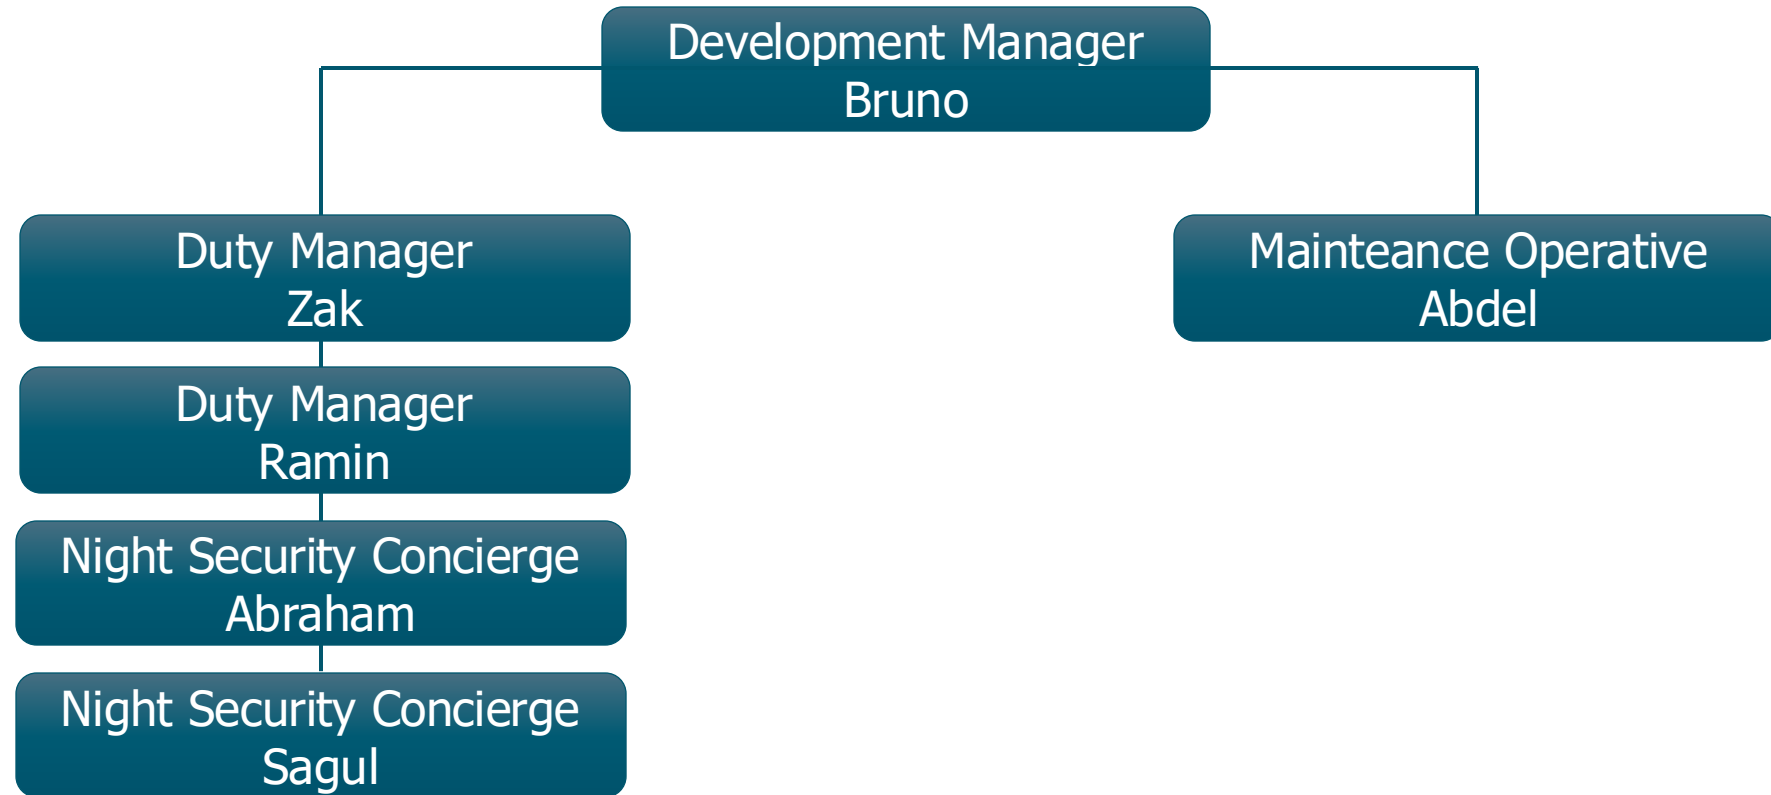 Development Manager
Bruno
Duty Manager
Zak
Mainteance Operative
Abdel
Duty Manager
Ramin
Night Security Concierge
Abraham
Night Security Concierge
Sagul